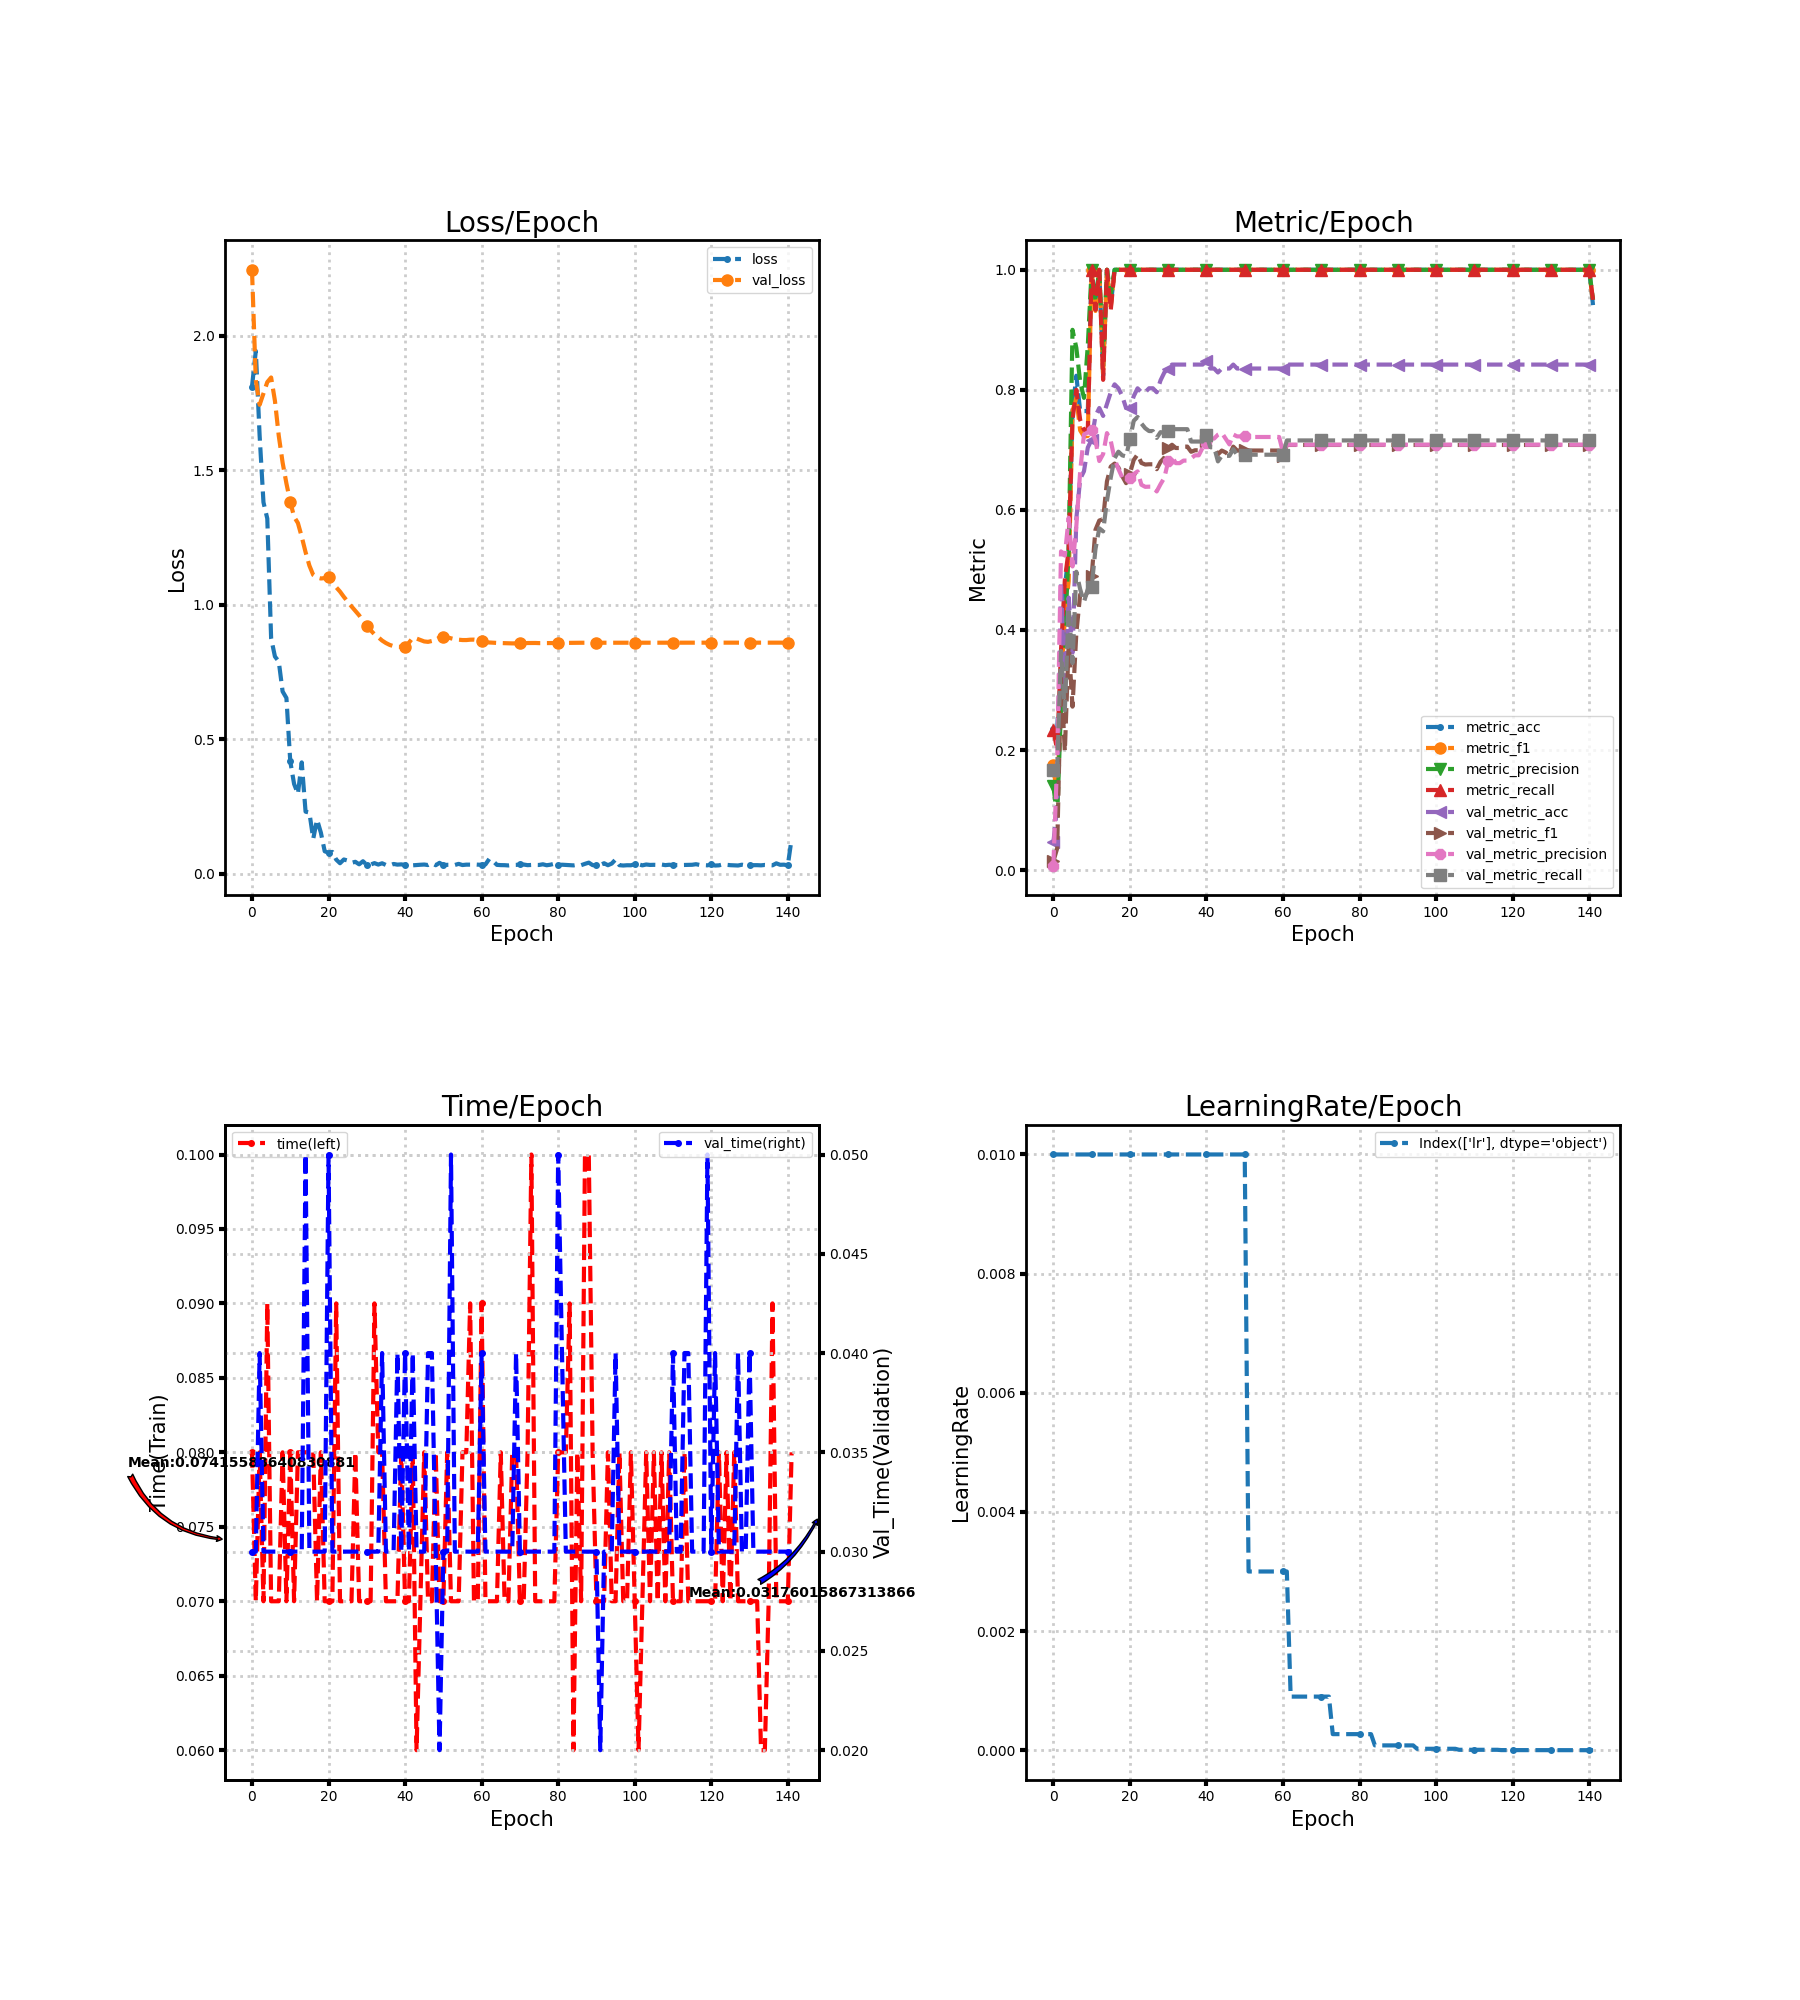 Loss/Epoch
loss
val_loss
2.0
1.5
1.0
0.5
0.0
Loss
0 20 40 60 80 100 120 140
Epoch
Metric/Epoch
1.0
0.8
0.6
0.4
0.2
0.0
Metric
metric_acc
metric_f1
metric_precision
metric_recall
val_metric_acc
val_metric_f1
val_metric_precision
val_metric_recall
0 20 40 60 80 100 120 140
Epoch
Time/Epoch
time(left)
val_time(right)
0.100
0.095
0.090
0.085
0.080
0.075
0.070
0.065
0.060
Time(Train)
0.050
0.045
0.040
0.035
0.030
0.025
0.020
Val_Time(Validation)
Mean:0.03176015867313866
0 20 40 60 80 100 120 140
Epoch
LearningRate/Epoch
Index(['lr'], dtype='object')
0.010
0.008
0.006
0.004
0.002
0.000
LearningRate
0 20 40 60 80 100 120 140
Epoch